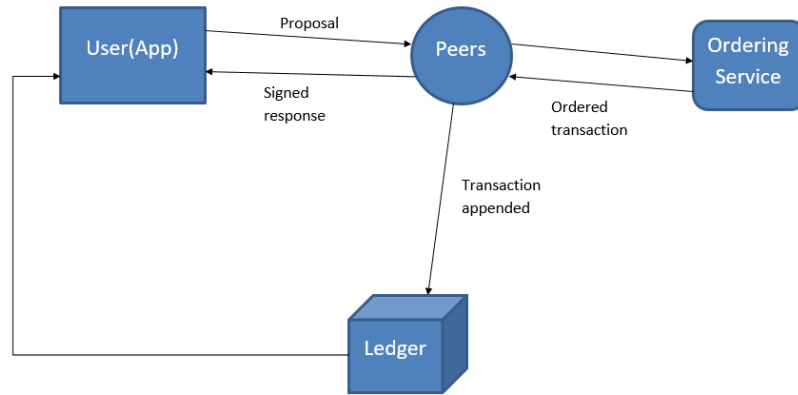 User(App)
Proposal
Peers
Ordering
Service
Signed
response
Ordered
transaction
Transaction
appended
Ledger